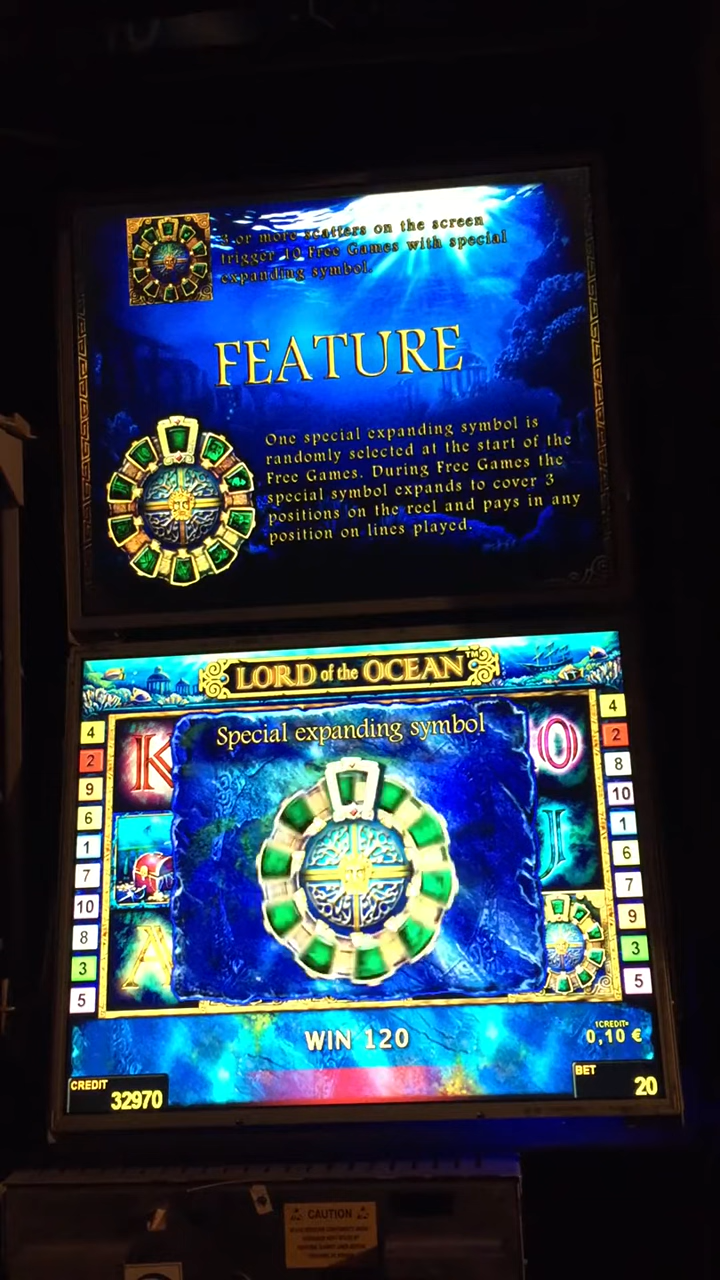 3 or more scatters on the screen
trigger 10 Free Games with special
expanding symbol.
FEATURE
One special expanding symbol is
randomly selected at the start of the
Free Games. During Free Games the
special symbol expands to cover 3
positions on the reel and pays in any
position on lines played.
LORD of the OCEAN™
Special expanding symbol
K
A
J
4
2
9
6
1
7
10
8
3
5
4
2
8
10
1
6
7
9
3
5
WIN 120
1CREDIT=
0,10 €
CREDIT
32970
BET
20
CAUTION